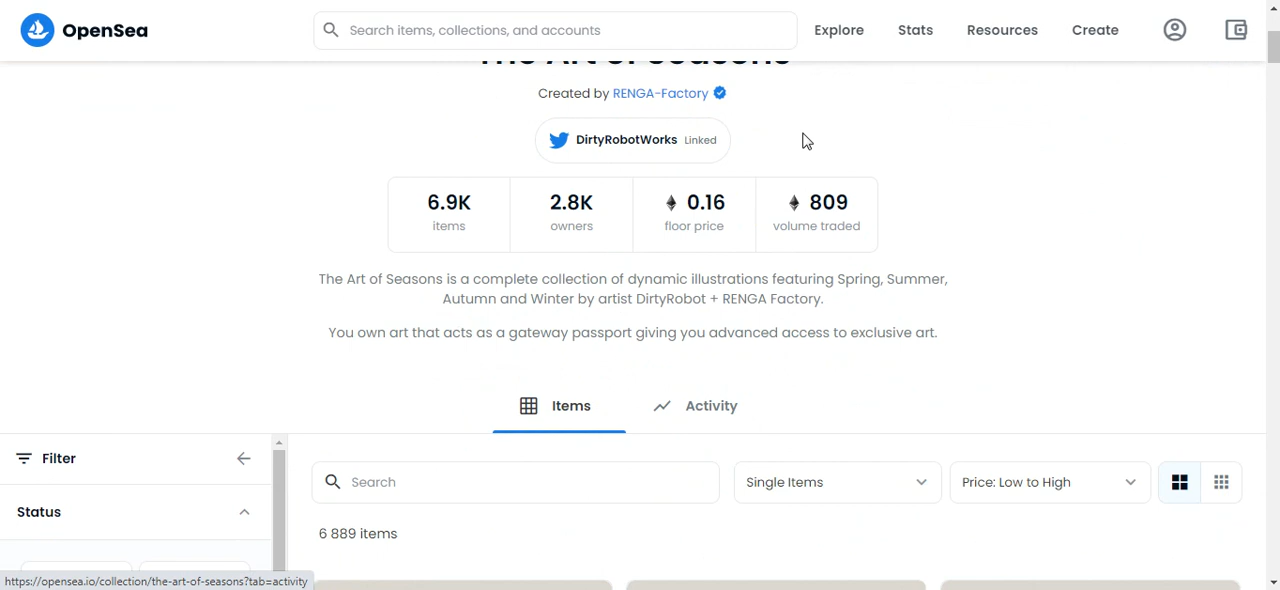 OpenSea
Search items, collections, and accounts
Explore
Stats
Resources
Create
The Art of Seasons
Created by RENGA-Factory
DirtyRobotWorks Linked
6.9K
items
2.8K
owners
0.16
floor price
809
volume traded
The Art of Seasons is a complete collection of dynamic illustrations featuring Spring, Summer,
Autumn and Winter by artist DirtyRobot + RENGA Factory.
You own art that acts as a gateway passport giving you advanced access to exclusive art.
Items
Activity
Filter
Search
Single Items
Price: Low to High
Status
6 889 items
https://opensea.io/collection/the-art-of-seasons?tab=activity